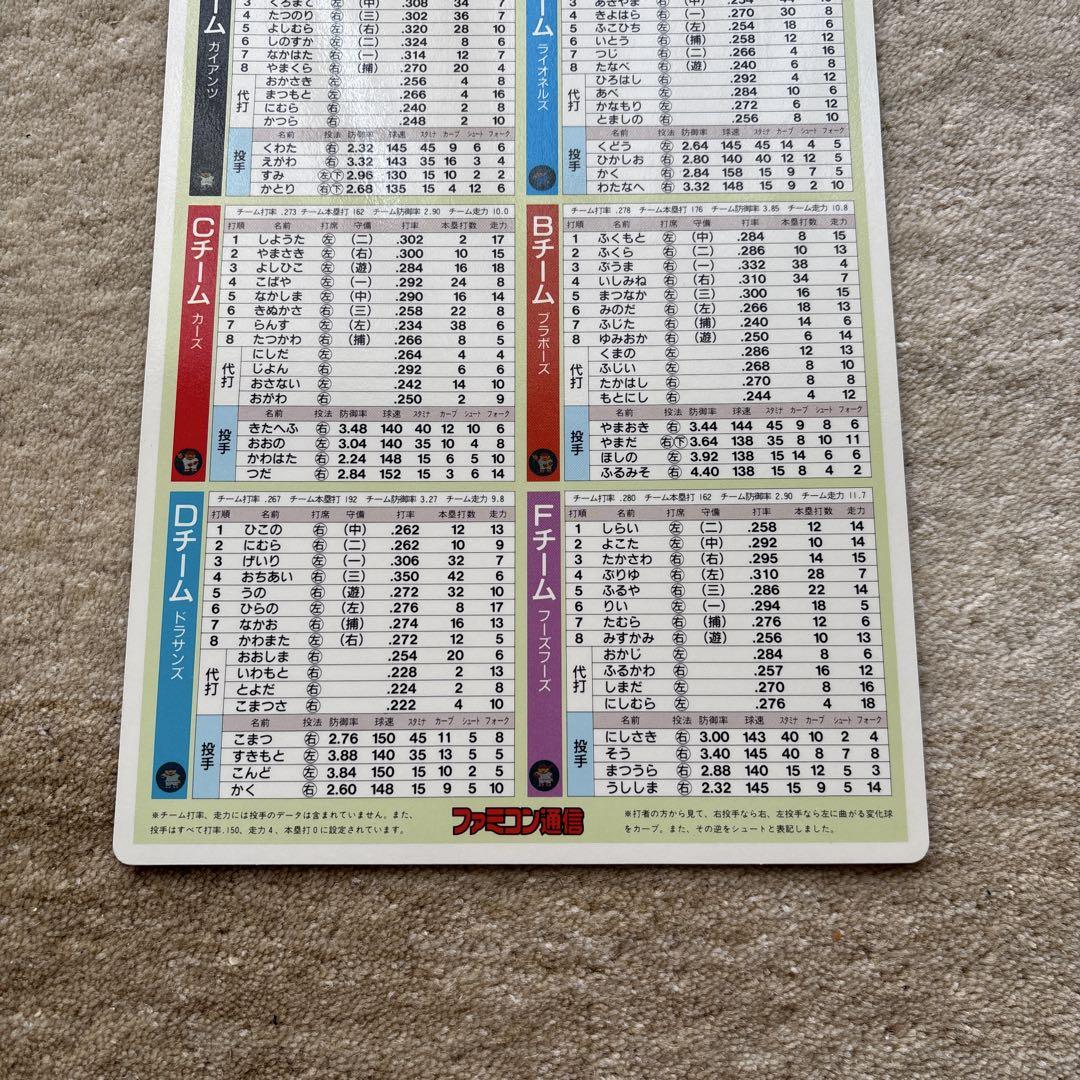 ーム ガイアンツ
4 たつのり 右 (三) .302 36 7
5 よしむら 左 (右) .320 28 10
6 しのすか 左 (二) .324 8 6
7 なかはた 右 (一) .314 12 7
8 やまくら 右 (捕) .270 20 4
代打
おかさき 左 .256 4 8
まつもと 左 .266 4 16
にむら 右 .240 2 8
かつら 右 .248 2 10
投手
名前 投法 防御率 球速 スタミナ カーブ シュート フォーク
くわた 右 2.32 145 45 9 6 6
えかわ 右 3.32 143 35 16 3 4
すみ 左下 2.96 130 15 10 2 2
かとり 右下 2.68 135 15 4 12 6
ライオネルズ
4 きよはら 右 (一) .270 30 8
5 ふこひち 左 (左) .254 18 6
6 いとう 右 (捕) .258 12 12
7 つじ 右 (二) .266 4 16
8 たなべ 右 (遊) .240 6 8
代打
ひろはし 右 .292 4 12
あべ 左 .284 10 6
かなもり 左 .272 6 12
とましの 右 .256 8 10
投手
名前 投法 防御率 球速 スタミナ カーブ シュート フォーク
くどう 左 2.64 145 45 14 4 5
ひかしお 右 2.80 140 40 12 12 5
かく 右 2.84 158 15 9 7 5
わたなへ 右 3.32 148 15 9 2 10
Cチーム カーズ
チーム打率 .273 チーム本塁打 162 チーム防御率 2.90 チーム走力 10.0
打順 名前 打席 守備 打率 本塁打数 走力
1 しようた 左 (二) .302 2 17
2 やまさき 左 (右) .300 10 15
3 よしひこ 左 (遊) .284 16 18
4 こばや 左 (一) .292 24 8
5 なかしま 左 (中) .290 16 14
6 きぬかさ 右 (三) .258 22 8
7 らんす 左 (左) .234 38 6
8 たつかわ 右 (捕) .266 8 5
代打
にしだ 左 .264 4 4
じよん 右 .292 6 6
おさない 左 .242 14 10
おがわ 右 .250 2 9
投手
名前 投法 防御率 球速 スタミナ カーブ シュート フォーク
きたへふ 右 3.48 140 40 12 10 6
おおの 左 3.04 140 35 10 4 8
かわはた 右 2.24 148 15 6 5 10
つだ 右 2.84 152 15 3 6 14
Bチーム ブラボーズ
チーム打率 .278 チーム本塁打 176 チーム防御率 3.85 チーム走力 10.8
打順 名前 打席 守備 打率 本塁打数 走力
1 ふくもと 左 (中) .284 8 15
2 ふくら 右 (二) .286 10 13
3 ぶうま 右 (一) .332 38 4
4 いしみね 右 (右) .310 34 7
5 まつなか 左 (三) .300 16 15
6 みのだ 右 (左) .266 18 13
7 ふじた 右 (捕) .240 14 6
8 ゆみおか 右 (遊) .250 6 14
代打
くまの 左 .286 12 13
ふじい 左 .268 8 10
たかはし 右 .270 8 8
もとにし 右 .244 4 12
投手
名前 投法 防御率 球速 スタミナ カーブ シュート フォーク
やまおき 右 3.44 144 45 9 8 6
やまだ 右下 3.64 138 35 8 10 11
ほしの 左 3.92 138 15 14 6 6
ふるみそ 右 4.40 138 15 8 4 2
Dチーム ドラサンズ
チーム打率 .267 チーム本塁打 192 チーム防御率 3.27 チーム走力 9.8
打順 名前 打席 守備 打率 本塁打数 走力
1 ひこの 右 (中) .262 12 13
2 にむら 右 (二) .262 10 9
3 げいり 左 (一) .306 32 7
4 おちあい 右 (三) .350 42 6
5 うの 右 (遊) .272 32 10
6 ひらの 左 (左) .276 8 17
7 なかお 右 (捕) .274 16 13
8 かわまた 左 (右) .272 12 5
代打
おおしま 右 .254 20 6
いわもと 右 .228 2 13
とよだ 右 .224 2 8
こまつさ 右 .222 4 10
投手
名前 投法 防御率 球速 スタミナ カーブ シュート フォーク
こまつ 右 2.76 150 45 11 5 8
すきもと 左 3.88 140 35 13 5 5
こんど 左 3.84 150 15 10 2 5
かく 右 2.60 148 15 9 5 10
Fチーム フーズフーズ
チーム打率 .280 チーム本塁打 162 チーム防御率 2.90 チーム走力 11.7
打順 名前 打席 守備 打率 本塁打数 走力
1 しらい 左 (二) .258 12 14
2 よこた 左 (中) .292 10 14
3 たかさわ 右 (右) .295 14 15
4 ぶりゆ 右 (左) .310 28 7
5 ふるや 右 (三) .286 22 14
6 りい 左 (一) .294 18 5
7 たむら 右 (捕) .276 12 6
8 みすかみ 右 (遊) .256 10 13
代打
おかじ 左 .284 8 6
ふるかわ 右 .257 16 12
しまだ 左 .270 8 16
にしむら 左 .276 4 18
投手
名前 投法 防御率 球速 スタミナ カーブ シュート フォーク
にしさき 右 3.00 143 40 10 2 4
そう 右 3.40 145 40 8 7 8
まつうら 右 2.88 140 15 12 5 3
うししま 右 2.32 145 15 9 5 14
※チーム打率、走力には投手のデータは含まれていません。また、
投手はすべて打率.150、走力4、本塁打0に設定されています。
ファミコン通信
※打者の方から見て、右投手なら右、左投手なら左に曲がる変化球
をカーブ。また、その逆をシュートと表記しました。